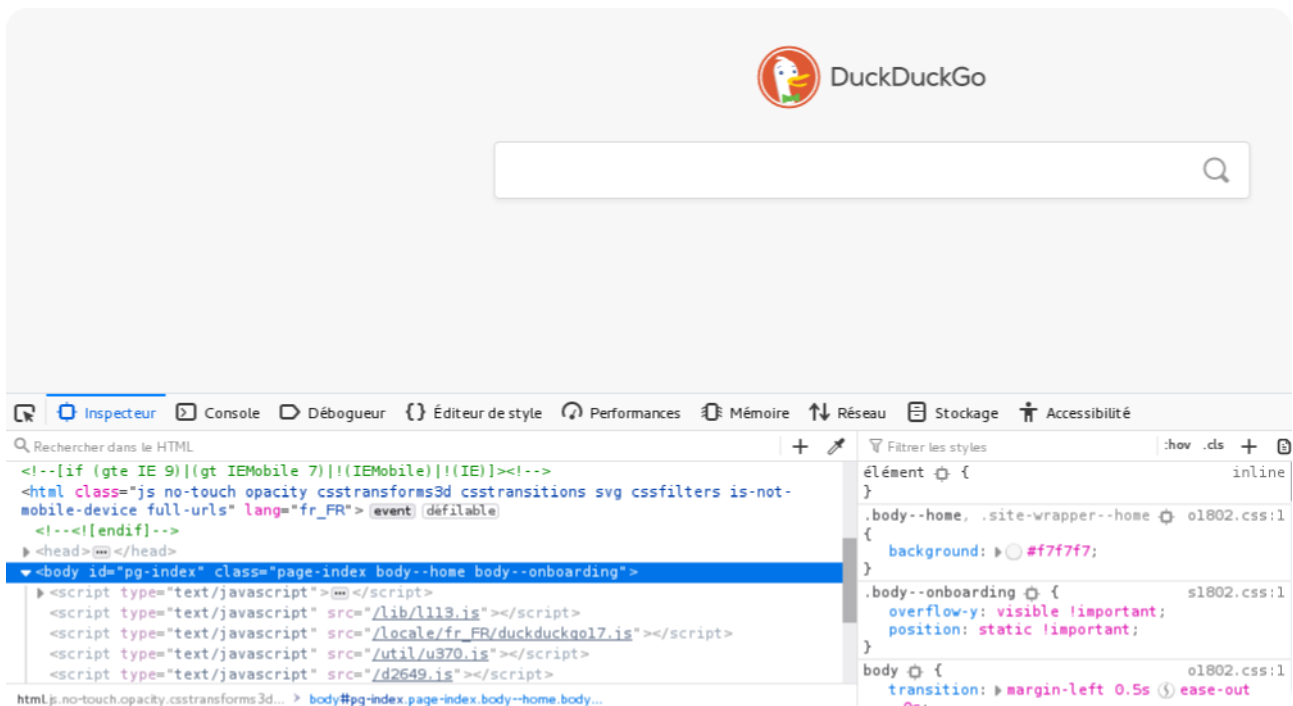 DuckDuckGo
Inspecteur Console Débogueur Éditeur de style Performances Mémoire Réseau Stockage Accessibilité
Rechercher dans le HTML
<!--[if (gte IE 9)|(gt IEMobile 7)|!(IEMobile)|!(IE)]><!-->
<html class="js no-touch opacity csstransforms3d csstransitions svg cssfilters is-not-
mobile-device full-urls" lang="fr_FR"> event défilable
<!--<![endif]-->
<head> ••• </head>
<body id="pg-index" class="page-index body--home body--onboarding">
<script type="text/javascript"> ••• </script>
<script type="text/javascript" src="/lib/l113.js"></script>
<script type="text/javascript" src="/locale/fr_FR/duckduckgo17.js"></script>
<script type="text/javascript" src="/util/u370.js"></script>
<script type="text/javascript" src="/d2649.js"></script>
html.js.no-touch.opacity.csstransforms3d... > body#pg-index.page-index.body--home.body...
Filtrer les styles :hov .cls +
élément { inline
}
.body--home, .site-wrapper--home o1802.css:1
{
background: #f7f7f7;
}
.body--onboarding { s1802.css:1
overflow-y: visible !important;
position: static !important;
}
body { o1802.css:1
transition: margin-left 0.5s ease-out